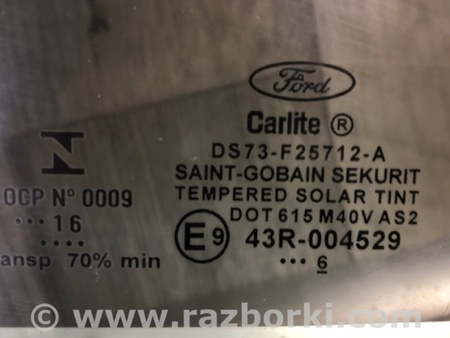 Ford
Carlite ®
DS73-F25712-A
SAINT-GOBAIN SEKURIT
TEMPERED SOLAR TINT
DOT 615 M40V AS2
E9 43R-004529
... 6
N
OCP Nº 0009
... 16
....
ansp 70% min
© www.razborki.com